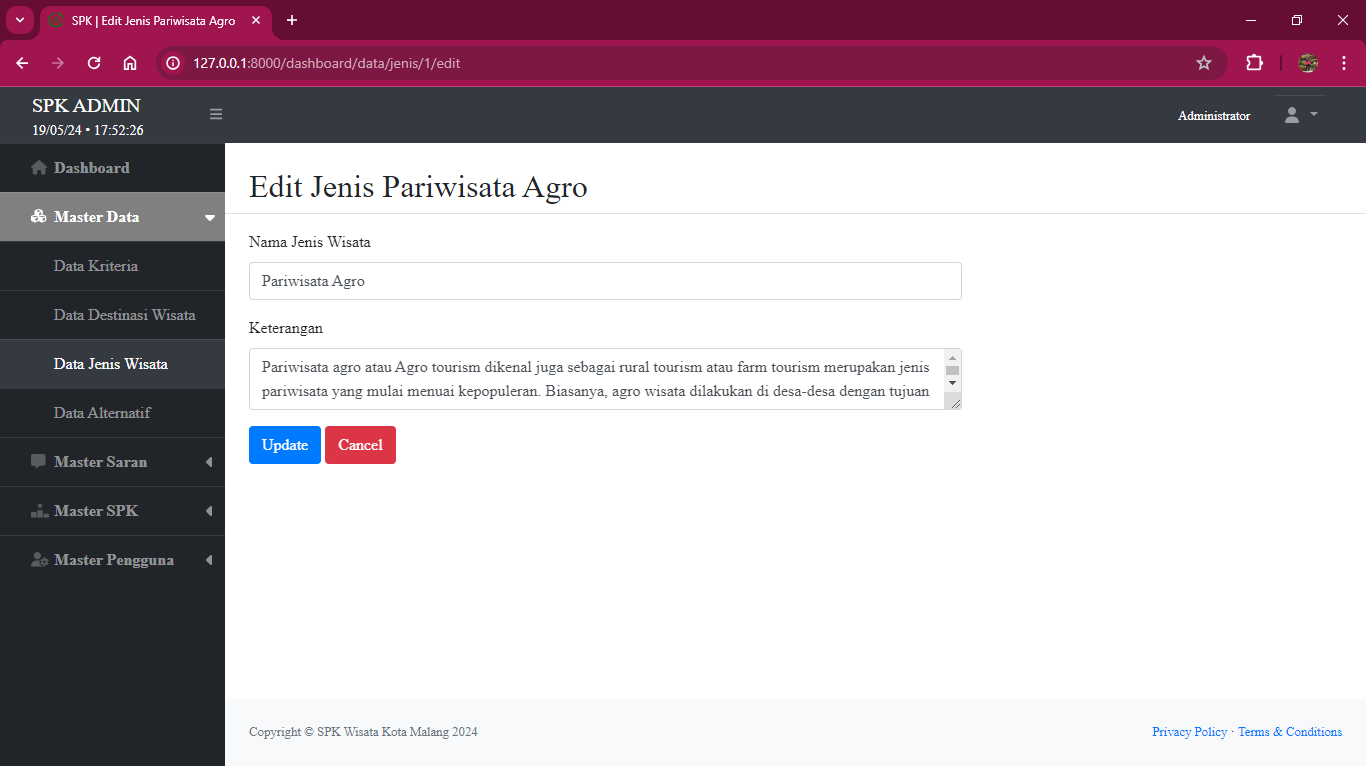 SPK | Edit Jenis Pariwisata Agro
127.0.0.1:8000/dashboard/data/jenis/1/edit
SPK ADMIN
19/05/24 • 17:52:26
Administrator
Dashboard
Master Data
Data Kriteria
Data Destinasi Wisata
Data Jenis Wisata
Data Alternatif
Master Saran
Master SPK
Master Pengguna
Edit Jenis Pariwisata Agro
Nama Jenis Wisata
Pariwisata Agro
Keterangan
Pariwisata agro atau Agro tourism dikenal juga sebagai rural tourism atau farm tourism merupakan jenis
pariwisata yang mulai menuai kepopuleran. Biasanya, agro wisata dilakukan di desa-desa dengan tujuan
Update Cancel
Copyright © SPK Wisata Kota Malang 2024
Privacy Policy · Terms & Conditions